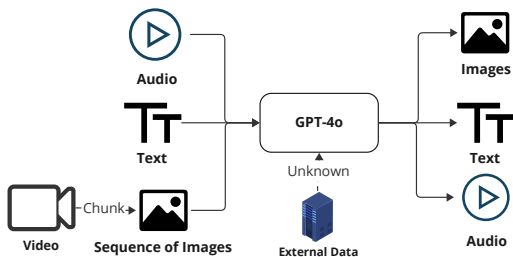 Audio
Images
GPT-4o
Text
Text
Unknown
Chunk
Video
Sequence of Images
External Data
Audio